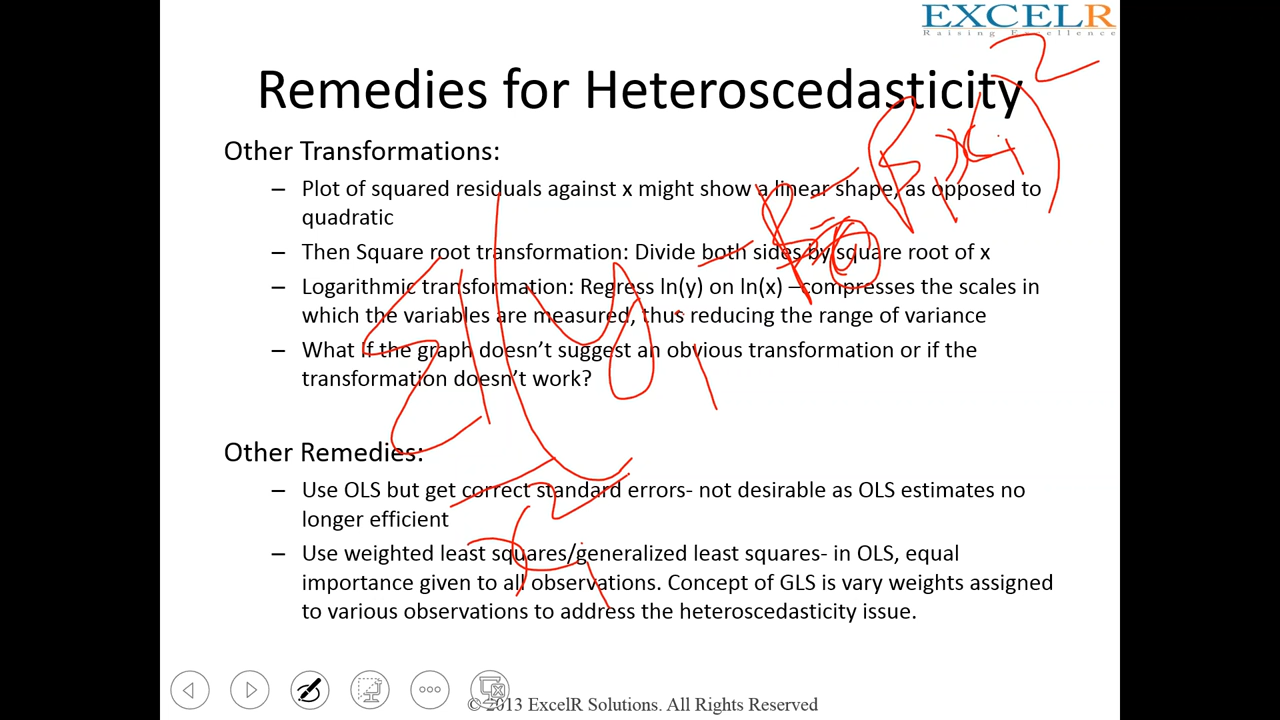 EXCELR
Raising Excellence
Remedies for Heteroscedasticity
Other Transformations:
– Plot of squared residuals against x might show a linear shape, as opposed to
quadratic
– Then Square root transformation: Divide both sides by square root of x
– Logarithmic transformation: Regress ln(y) on ln(x) –compresses the scales in
which the variables are measured, thus reducing the range of variance
– What if the graph doesn't suggest an obvious transformation or if the
transformation doesn't work?
Other Remedies:
– Use OLS but get correct standard errors- not desirable as OLS estimates no
longer efficient
– Use weighted least squares/generalized least squares- in OLS, equal
importance given to all observations. Concept of GLS is vary weights assigned
to various observations to address the heteroscedasticity issue.
© 2013 ExcelR Solutions. All Rights Reserved